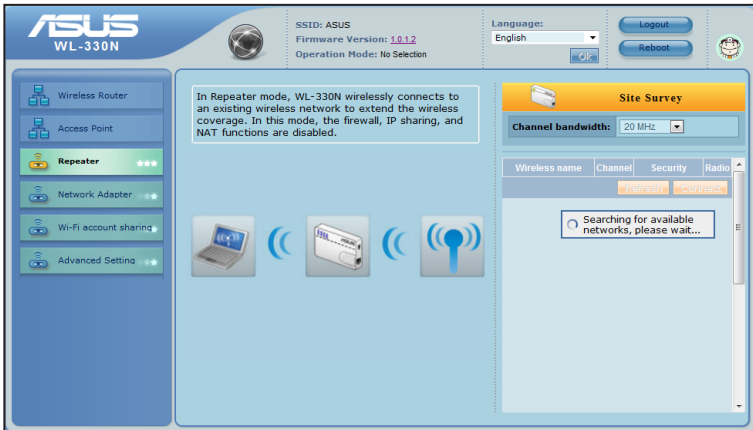 ASUS
WL-330N
SSID: ASUS
Firmware Version: 1.0.1.2
Operation Mode: No Selection
Language:
English
Ok
Logout
Reboot
Wireless Router
Access Point
Repeater
Network Adapter
Wi-Fi account sharing
Advanced Setting
In Repeater mode, WL-330N wirelessly connects to
an existing wireless network to extend the wireless
coverage. In this mode, the firewall, IP sharing, and
NAT functions are disabled.
Site Survey
Channel bandwidth: 20 MHz
Wireless name Channel Security Radio
Refresh Connect
Searching for available
networks, please wait...